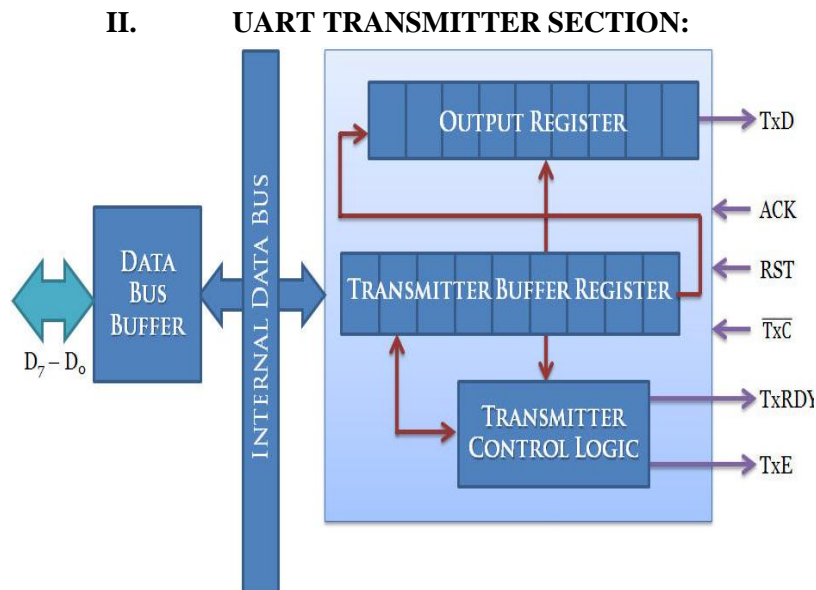 II. UART TRANSMITTER SECTION:
OUTPUT REGISTER
TxD
ACK
RST
TRANSMITTER BUFFER REGISTER
TxC
TxRDY
TRANSMITTER
CONTROL LOGIC
TxE
DATA
BUS
BUFFER
D₇ – D₀
INTERNAL DATA BUS